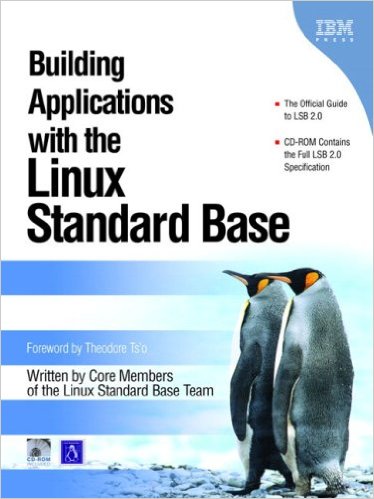 IBM
PRESS
Building
Applications
with the
Linux
Standard Base
The Official Guide
to LSB 2.0
CD-ROM Contains
the Full LSB 2.0
Specification
Foreword by Theodore Ts'o
Written by Core Members
of the Linux Standard Base Team
CD-ROM
INCLUDED